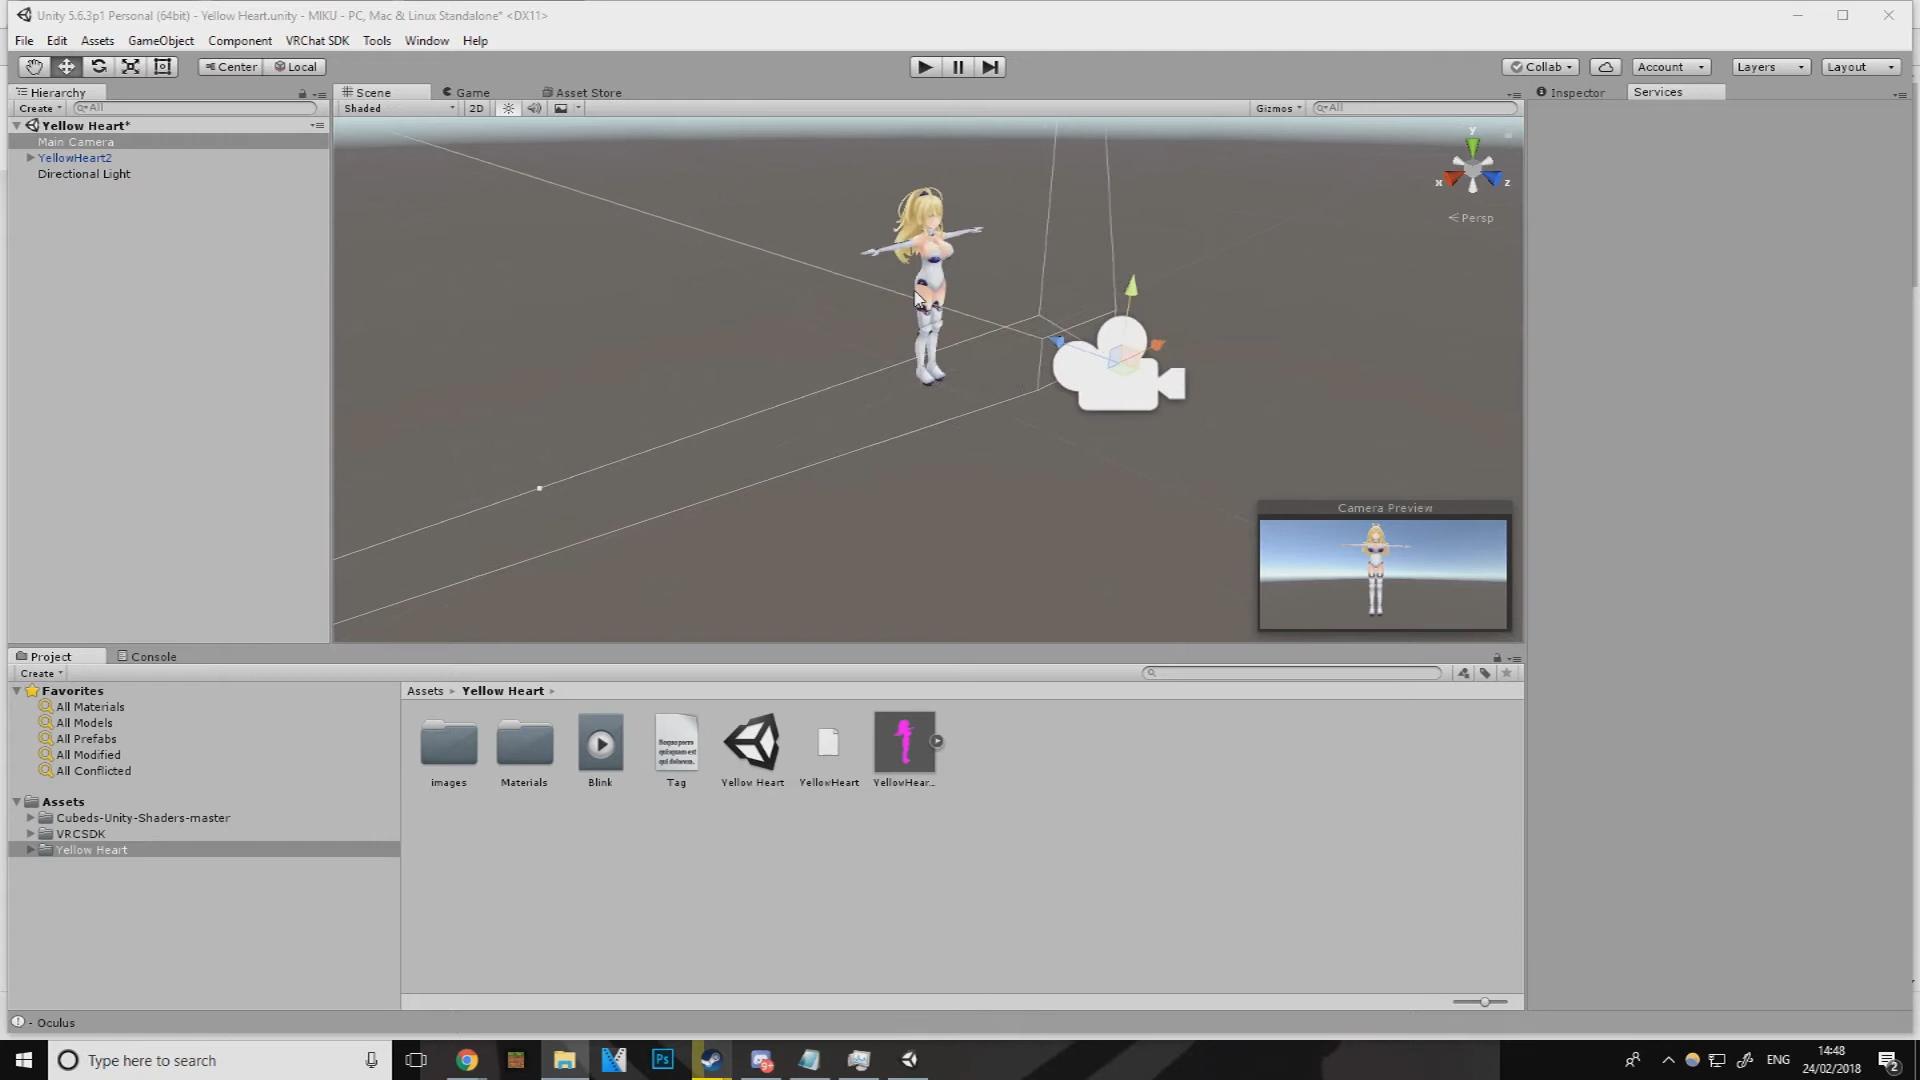 Unity 5.6.3p1 Personal (64bit) - Yellow Heart.unity - MIKU - PC, Mac & Linux Standalone* <DX11>
File Edit Assets GameObject Component VRChat SDK Tools Window Help
Center Local Collab Account Layers Layout
Hierarchy Scene Game Asset Store Inspector Services
Create All Shaded 2D Gizmos All
Yellow Heart*
Main Camera
YellowHeart2
Directional Light
y
x z
Persp
Camera Preview
Project Console
Create
Favorites
All Materials
All Models
All Prefabs
All Modified
All Conflicted
Assets
Cubeds-Unity-Shaders-master
VRCSDK
Yellow Heart
Assets Yellow Heart
images Materials Blink Tag Yellow Heart YellowHeart YellowHear...
- Oculus
Type here to search
Ps
9+
ENG
14:48
24/02/2018
2